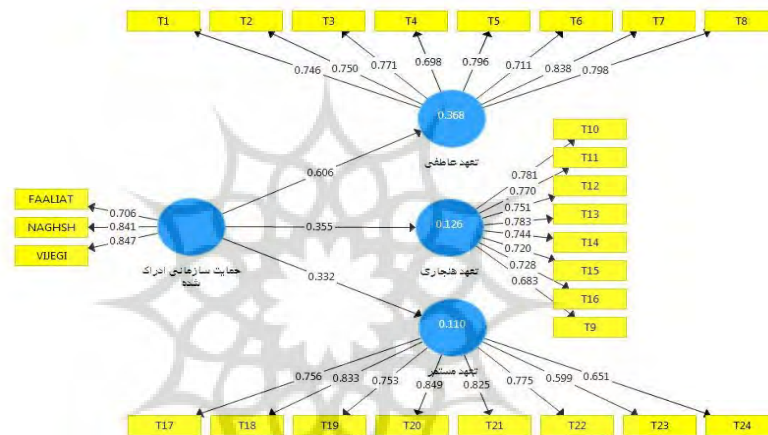 T1 T2 T3 T4 T5 T6 T7 T8
0.746 0.750 0.771 0.698 0.796 0.711 0.838 0.798
0.368
تعهد عاطفی
0.606
FAALIAT
NAGHSH
VIJEGI
0.706
0.841
0.847
حمایت سازمانی ادراک
شده
0.355
0.126
تعهد هنجاری
0.781
0.770
0.751
0.783
0.744
0.720
0.728
0.683
T10
T11
T12
T13
T14
T15
T16
T9
0.332
0.110
تعهد مستمر
0.756 0.833 0.753 0.849 0.825 0.775 0.599 0.651
T17 T18 T19 T20 T21 T22 T23 T24